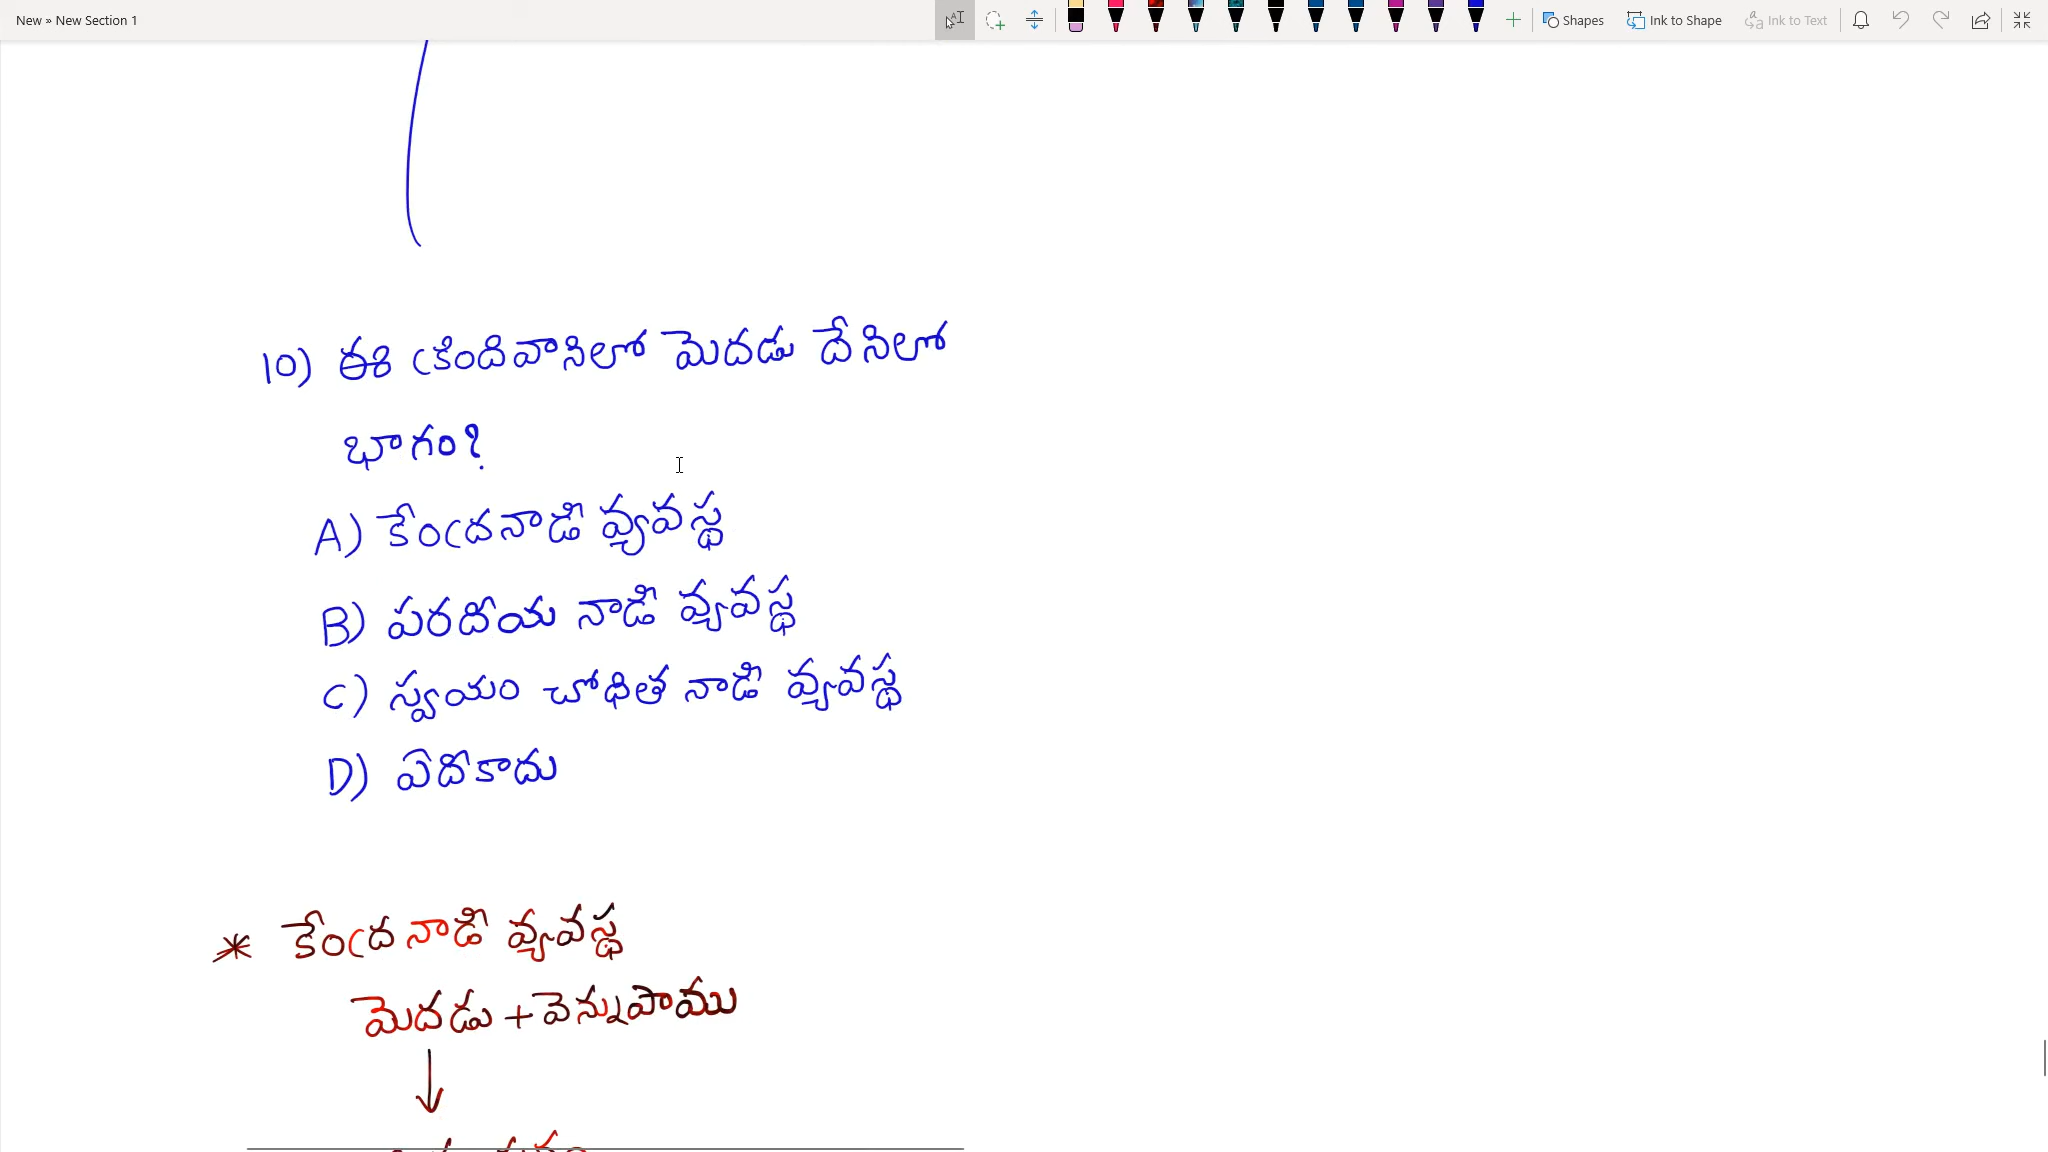 New » New Section 1
Shapes Ink to Shape Ink to Text
10) ఈ క్రిందివానిలో మెదడు దేనిలో
భాగం?
A) కేంద్రనాడీ వ్యవస్థ
B) పరదీయ నాడీ వ్యవస్థ
C) స్వయం చోదిత నాడీ వ్యవస్థ
D) ఏదీకాదు
* కేంద్ర నాడీ వ్యవస్థ
మెదడు + వెన్నుపాము